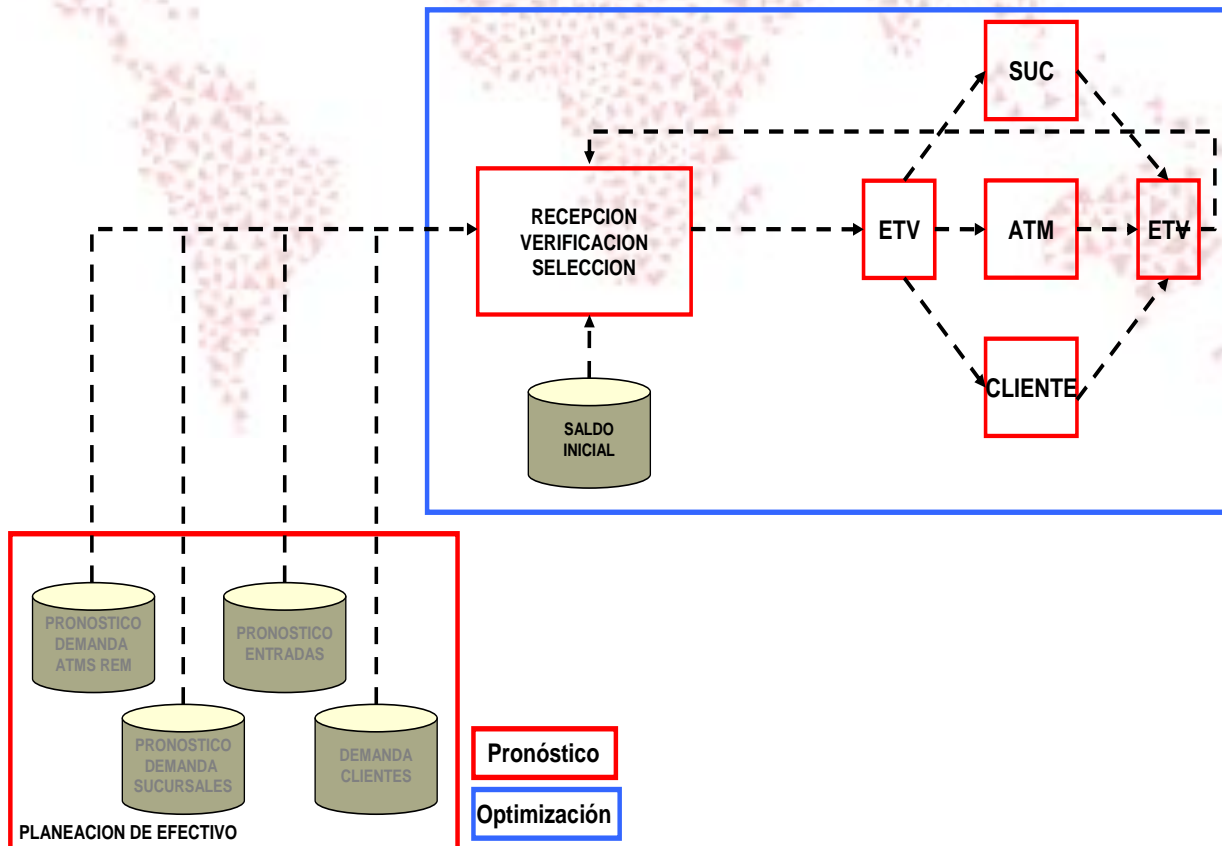 SUC
RECEPCION
VERIFICACION
SELECCION
ETV
ATM
ETV
CLIENTE
SALDO
INICIAL
PRONOSTICO
DEMANDA
ATMS REM
PRONOSTICO
ENTRADAS
PRONOSTICO
DEMANDA
SUCURSALES
DEMANDA
CLIENTES
PLANEACION DE EFECTIVO
Pronóstico
Optimización